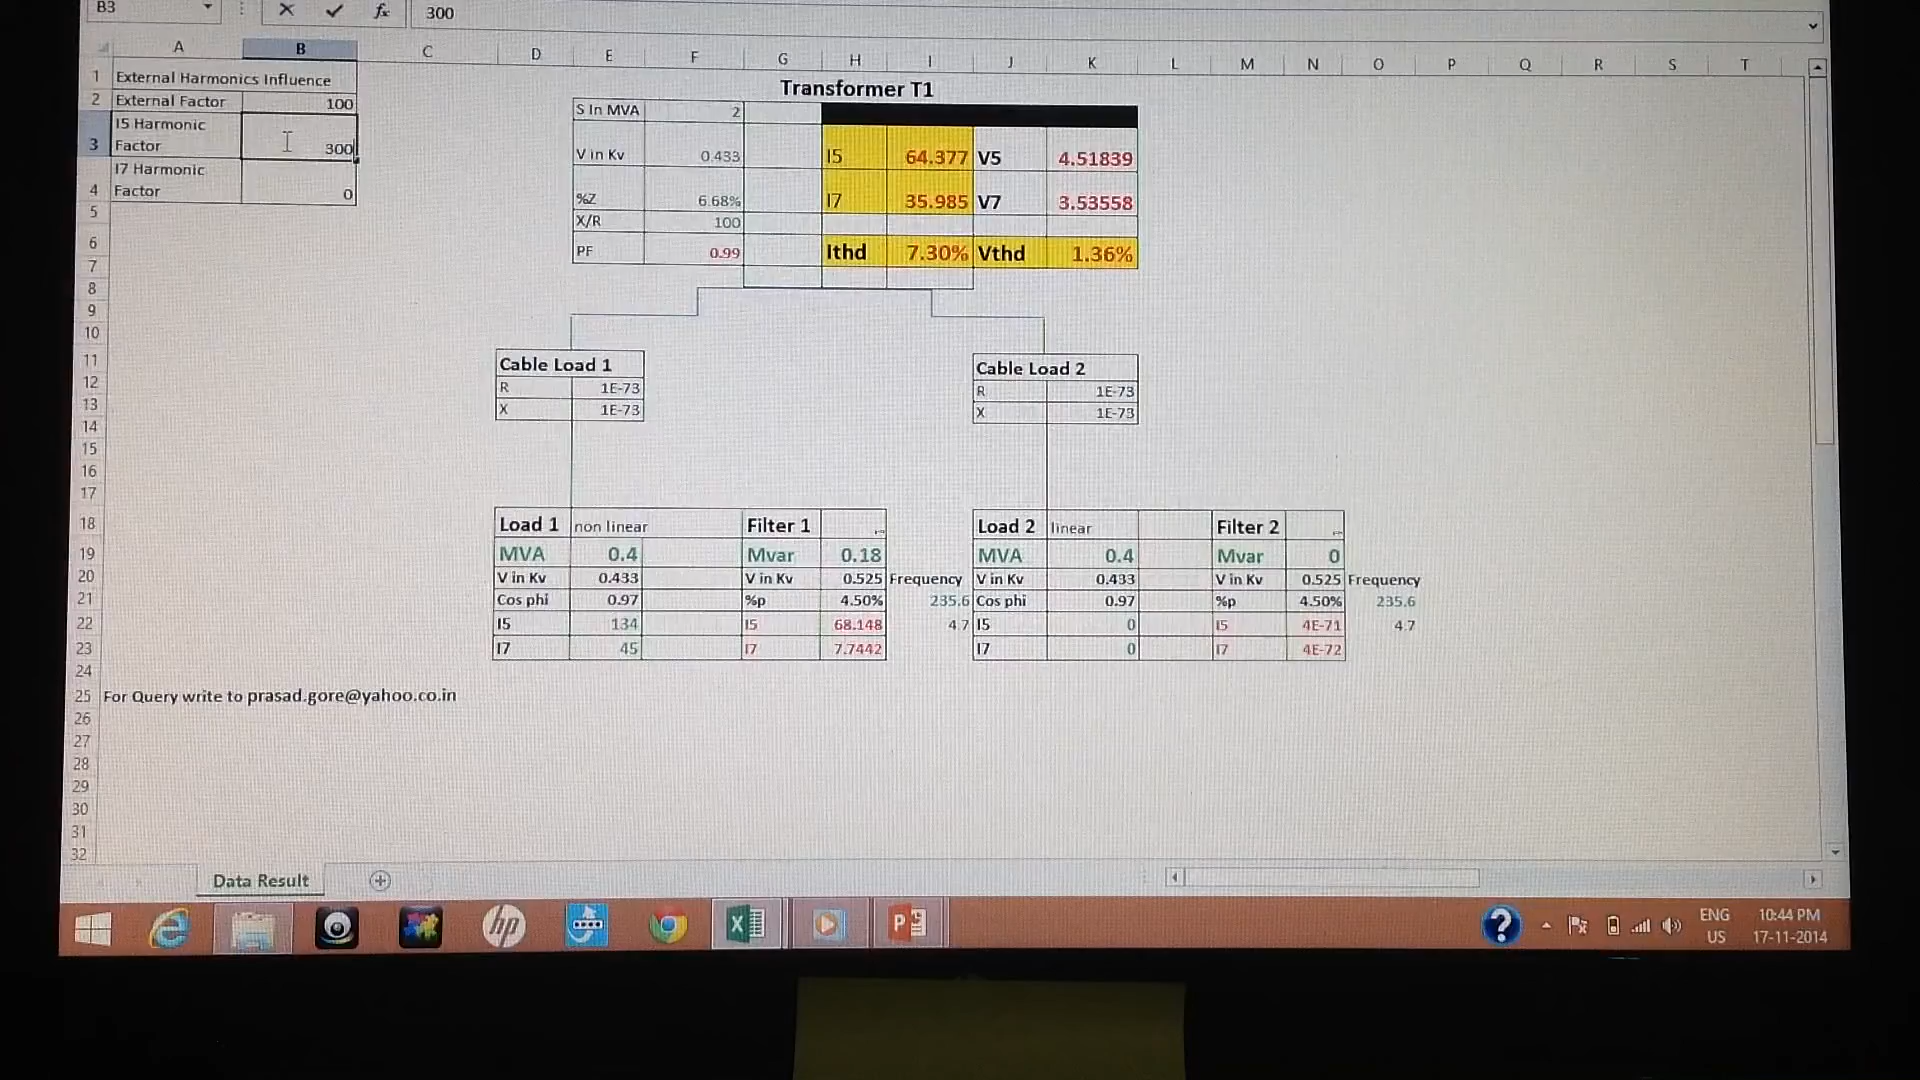 B3 300
A B C D E F G H I J K L M N O P Q R S T
1 External Harmonics Influence
Transformer T1
2 External Factor 100
S In MVA 2
3 I5 Harmonic Factor 300
V in Kv 0.433 I5 64.377 V5 4.51839
4 I7 Harmonic Factor 0
%Z 6.68% I7 35.985 V7 3.53558
5 X/R 100
6 PF 0.99 Ithd 7.30% Vthd 1.36%
7
8
9
10
11 Cable Load 1 Cable Load 2
12 R 1E-73 R 1E-73
13 X 1E-73 X 1E-73
14
15
16
17
18 Load 1 non linear Filter 1 Load 2 linear Filter 2
19 MVA 0.4 Mvar 0.18 MVA 0.4 Mvar 0
20 V in Kv 0.433 V in Kv 0.525 Frequency V in Kv 0.433 V in Kv 0.525 Frequency
21 Cos phi 0.97 %p 4.50% 235.6 Cos phi 0.97 %p 4.50% 235.6
22 I5 134 I5 68.148 4.7 I5 0 I5 4E-71 4.7
23 I7 45 I7 7.7442 I7 0 I7 4E-72
24
25 For Query write to prasad.gore@yahoo.co.in
26
27
28
29
30
31
32
Data Result
hp
ENG 10:44 PM
US 17-11-2014